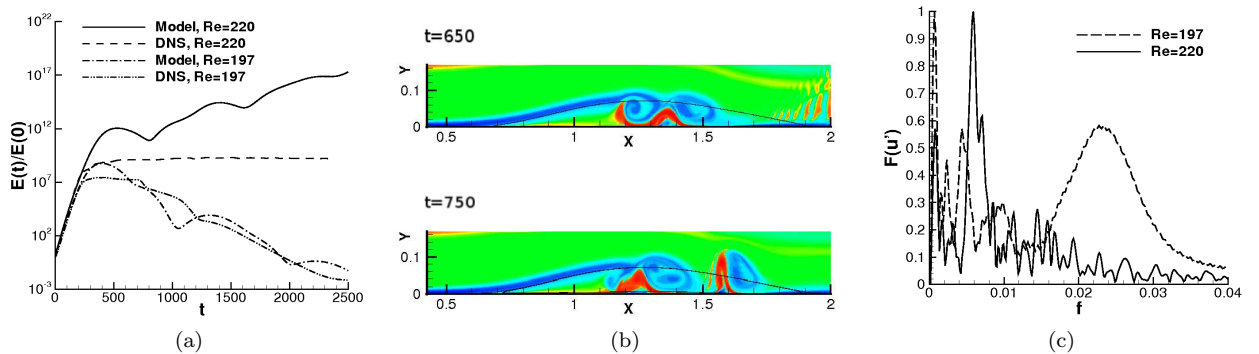 10^22
10^17
10^12
10^7
10^2
10^-3
E(t)/E(0)
Model, Re=220
DNS, Re=220
Model, Re=197
DNS, Re=197
0 500 1000 1500 2000 2500
t
(a)
t=650
Y
0.1
0
0.5 1 1.5 2
X
t=750
Y
0.1
0
0.5 1 1.5 2
X
(b)
1
0.9
0.8
0.7
0.6
0.5
0.4
0.3
0.2
0.1
0
F(u')
Re=197
Re=220
0 0.01 0.02 0.03 0.04
f
(c)